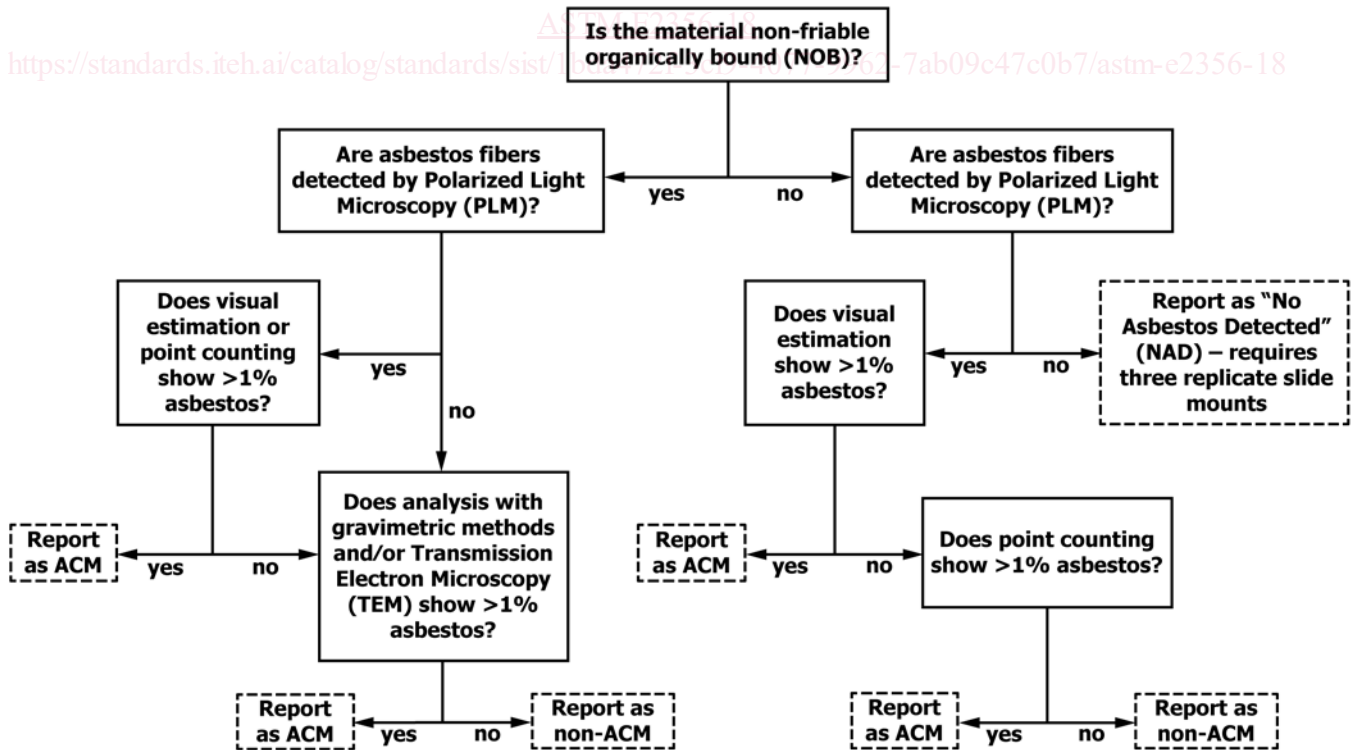 ASTM E2356-18
Is the material non-friable
organically bound (NOB)?
Are asbestos fibers
detected by Polarized Light
Microscopy (PLM)?
yes
no
Are asbestos fibers
detected by Polarized Light
Microscopy (PLM)?
Does visual
estimation or
point counting
show >1%
asbestos?
yes
no
Does visual
estimation
show >1%
asbestos?
yes
no
Report as “No
Asbestos Detected”
(NAD) – requires
three replicate slide
mounts
Report
as ACM
yes
no
Does analysis with
gravimetric methods
and/or Transmission
Electron Microscopy
(TEM) show >1%
asbestos?
Report
as ACM
yes
no
Does point counting
show >1% asbestos?
Report
as ACM
yes
no
Report as
non-ACM
Report
as ACM
yes
no
Report as
non-ACM